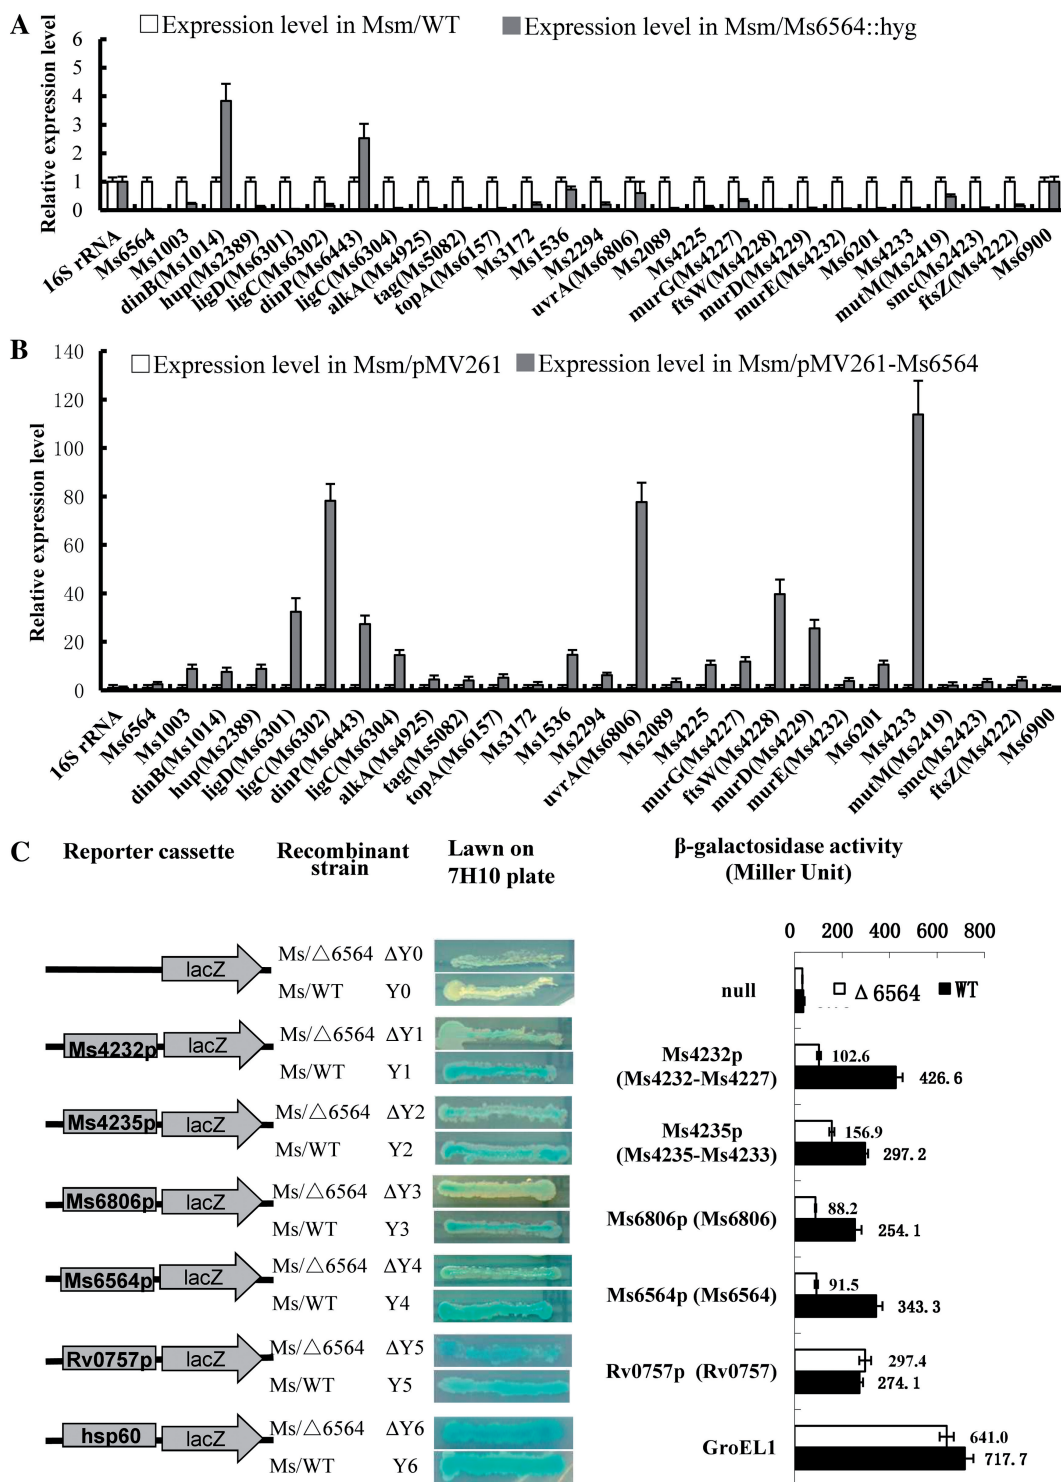 A
Expression level in Msm/WT
Expression level in Msm/Ms6564::hyg
Relative expression level
6
5
4
3
2
1
0
16S rRNA
Ms6564
Ms1003
dinB(Ms1014)
hup(Ms2389)
ligD(Ms6301)
ligC(Ms6302)
dinP(Ms6443)
ligC(Ms6304)
alkA(Ms4925)
tag(Ms5082)
topA(Ms6157)
Ms3172
Ms1536
Ms2294
uvrA(Ms6806)
Ms2089
Ms4225
murG(Ms4227)
ftsW(Ms4228)
murD(Ms4229)
murE(Ms4232)
Ms6201
Ms4233
mutM(Ms2419)
smc(Ms2423)
ftsZ(Ms4222)
Ms6900
B
Expression level in Msm/pMV261
Expression level in Msm/pMV261-Ms6564
Relative expression level
140
120
100
80
60
40
20
0
16S rRNA
Ms6564
Ms1003
dinB(Ms1014)
hup(Ms2389)
ligD(Ms6301)
ligC(Ms6302)
dinP(Ms6443)
ligC(Ms6304)
alkA(Ms4925)
tag(Ms5082)
topA(Ms6157)
Ms3172
Ms1536
Ms2294
uvrA(Ms6806)
Ms2089
Ms4225
murG(Ms4227)
ftsW(Ms4228)
murD(Ms4229)
murE(Ms4232)
Ms6201
Ms4233
mutM(Ms2419)
smc(Ms2423)
ftsZ(Ms4222)
Ms6900
C
Reporter cassette
Recombinant
strain
Lawn on
7H10 plate
β-galactosidase activity
(Miller Unit)
0 200 400 600 800
lacZ
Ms/△6564 ΔY0
Ms/WT Y0
null
Δ6564 WT
Ms4232p lacZ
Ms/△6564 ΔY1
Ms/WT Y1
Ms4232p
(Ms4232-Ms4227)
102.6
426.6
Ms4235p lacZ
Ms/△6564 ΔY2
Ms/WT Y2
Ms4235p
(Ms4235-Ms4233)
156.9
297.2
Ms6806p lacZ
Ms/△6564 ΔY3
Ms/WT Y3
Ms6806p (Ms6806)
88.2
254.1
Ms6564p lacZ
Ms/△6564 ΔY4
Ms/WT Y4
Ms6564p (Ms6564)
91.5
343.3
Rv0757p lacZ
Ms/△6564 ΔY5
Ms/WT Y5
Rv0757p (Rv0757)
297.4
274.1
hsp60 lacZ
Ms/△6564 ΔY6
Ms/WT Y6
GroEL1
641.0
717.7